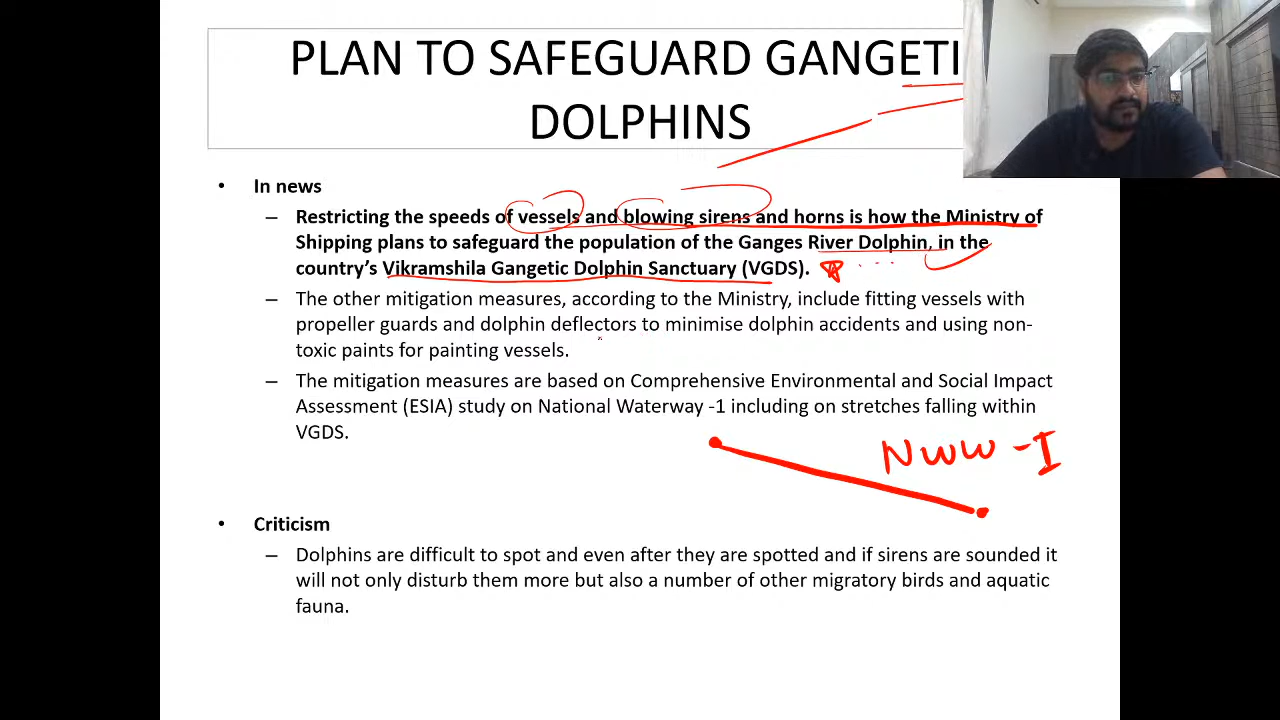 PLAN TO SAFEGUARD GANGETI
DOLPHINS
• In news
– Restricting the speeds of vessels and blowing sirens and horns is how the Ministry of
Shipping plans to safeguard the population of the Ganges River Dolphin, in the
country's Vikramshila Gangetic Dolphin Sanctuary (VGDS).
– The other mitigation measures, according to the Ministry, include fitting vessels with
propeller guards and dolphin deflectors to minimise dolphin accidents and using non-
toxic paints for painting vessels.
– The mitigation measures are based on Comprehensive Environmental and Social Impact
Assessment (ESIA) study on National Waterway -1 including on stretches falling within
VGDS.
NWW - I
• Criticism
– Dolphins are difficult to spot and even after they are spotted and if sirens are sounded it
will not only disturb them more but also a number of other migratory birds and aquatic
fauna.